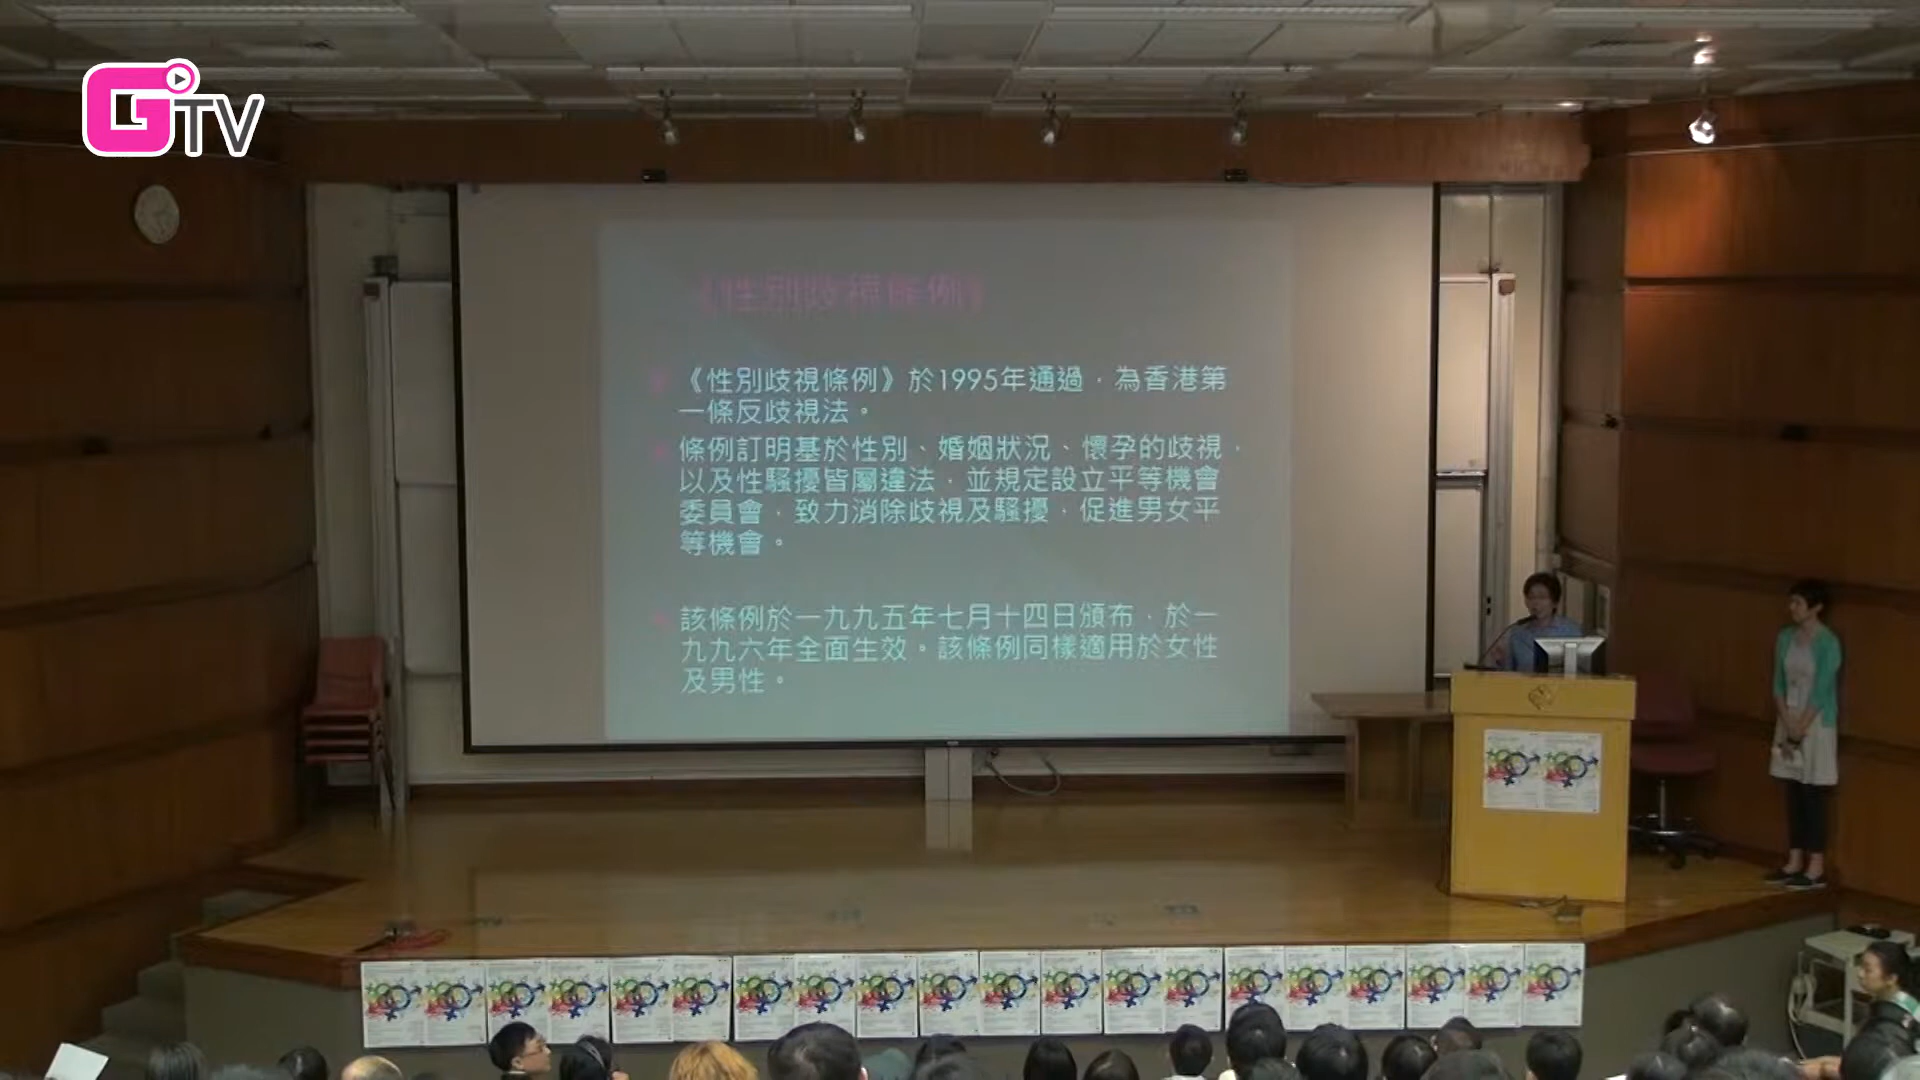 GTV
《性別歧視條例》
《性別歧視條例》於1995年通過，為香港第
一條反歧視法。
條例訂明基於性別、婚姻狀況、懷孕的歧視，
以及性騷擾皆屬違法，並規定設立平等機會
委員會，致力消除歧視及騷擾，促進男女平
等機會。
該條例於一九九五年七月十四日頒布，於一
九九六年全面生效。該條例同樣適用於女性
及男性。